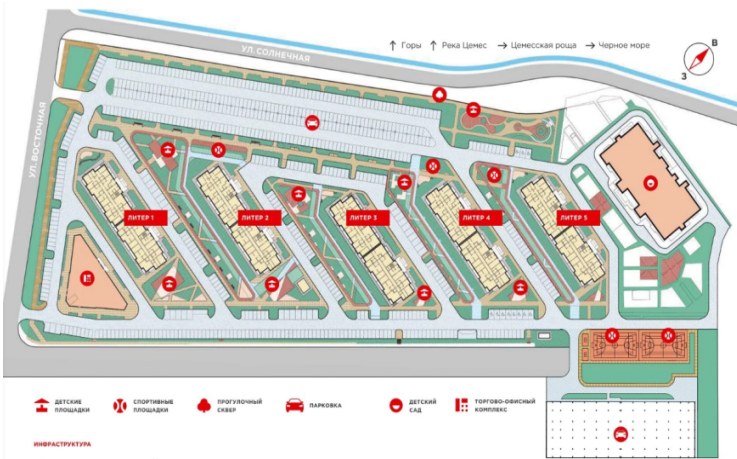 УЛ. СОЛНЕЧНАЯ
↑ Горы ↑ Река Цемес → Цемесская роща → Черное море
В
З
УЛ. ВОСТОЧНАЯ
ЛИТЕР 1
ЛИТЕР 2
ЛИТЕР 3
ЛИТЕР 4
ЛИТЕР 5
ДЕТСКИЕ
ПЛОЩАДКИ
СПОРТИВНЫЕ
ПЛОЩАДКИ
ПРОГУЛОЧНЫЙ
СКВЕР
ПАРКОВКА
ДЕТСКИЙ
САД
ТОРГОВО-ОФИСНЫЙ
КОМПЛЕКС
ИНФРАСТРУКТУРА